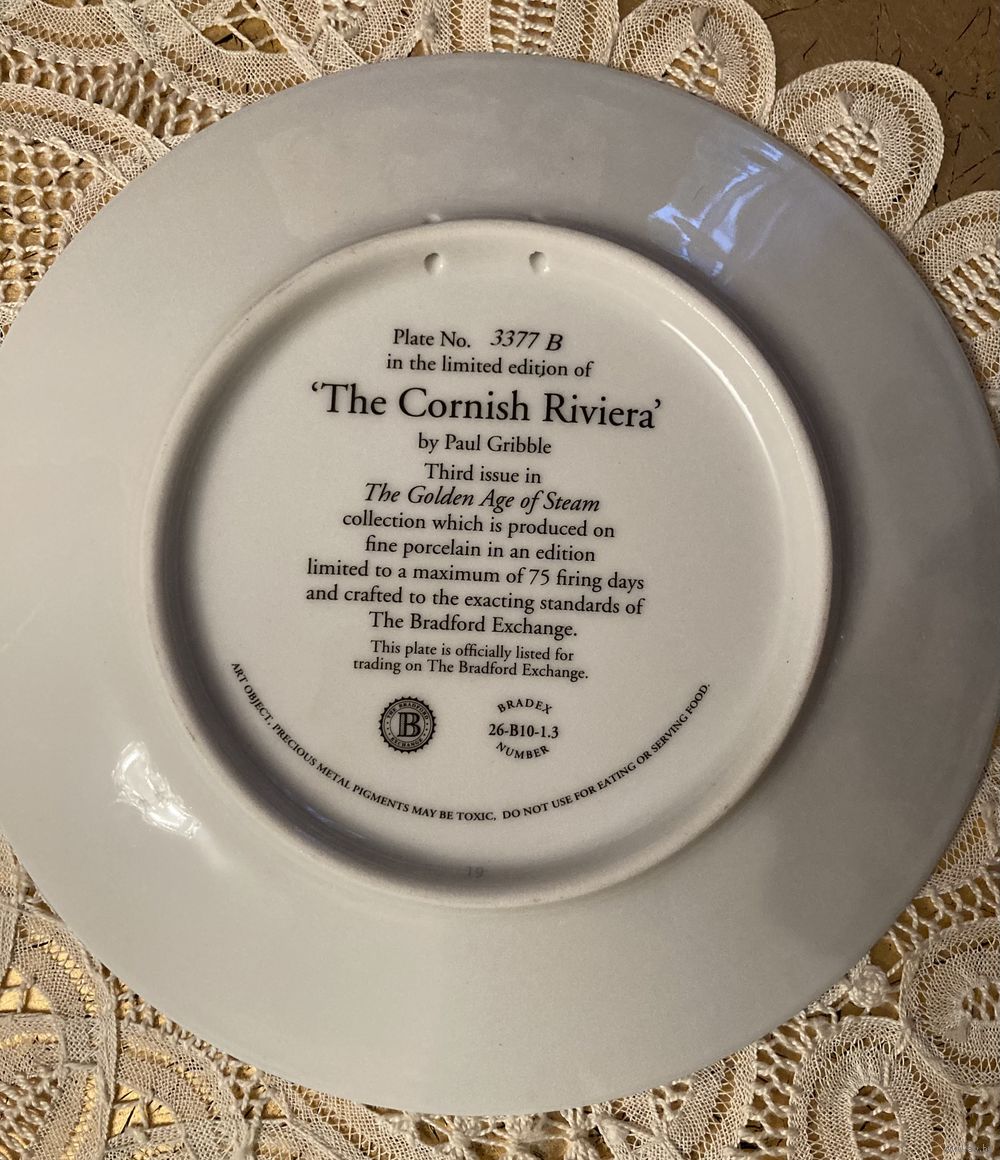 Plate No. 3377 B
in the limited edition of
‘The Cornish Riviera’
by Paul Gribble
Third issue in
The Golden Age of Steam
collection which is produced on
fine porcelain in an edition
limited to a maximum of 75 firing days
and crafted to the exacting standards of
The Bradford Exchange.
This plate is officially listed for
trading on The Bradford Exchange.
THE BRADFORD
B
EXCHANGE
BRADEX
26-B10-1.3
NUMBER
ART OBJECT, PRECIOUS METAL PIGMENTS MAY BE TOXIC, DO NOT USE FOR EATING OR SERVING FOOD.
19